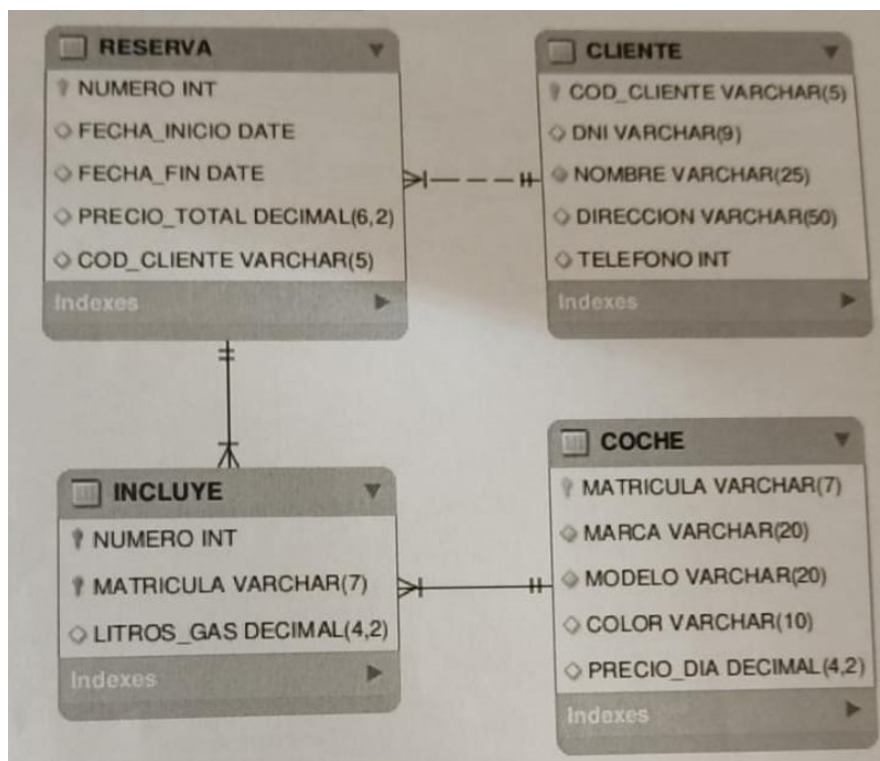 RESERVA
NUMERO INT
FECHA_INICIO DATE
FECHA_FIN DATE
PRECIO_TOTAL DECIMAL(6,2)
COD_CLIENTE VARCHAR(5)
Indexes
CLIENTE
COD_CLIENTE VARCHAR(5)
DNI VARCHAR(9)
NOMBRE VARCHAR(25)
DIRECCION VARCHAR(50)
TELEFONO INT
Indexes
INCLUYE
NUMERO INT
MATRICULA VARCHAR(7)
LITROS_GAS DECIMAL(4,2)
Indexes
COCHE
MATRICULA VARCHAR(7)
MARCA VARCHAR(20)
MODELO VARCHAR(20)
COLOR VARCHAR(10)
PRECIO_DIA DECIMAL(4,2)
Indexes